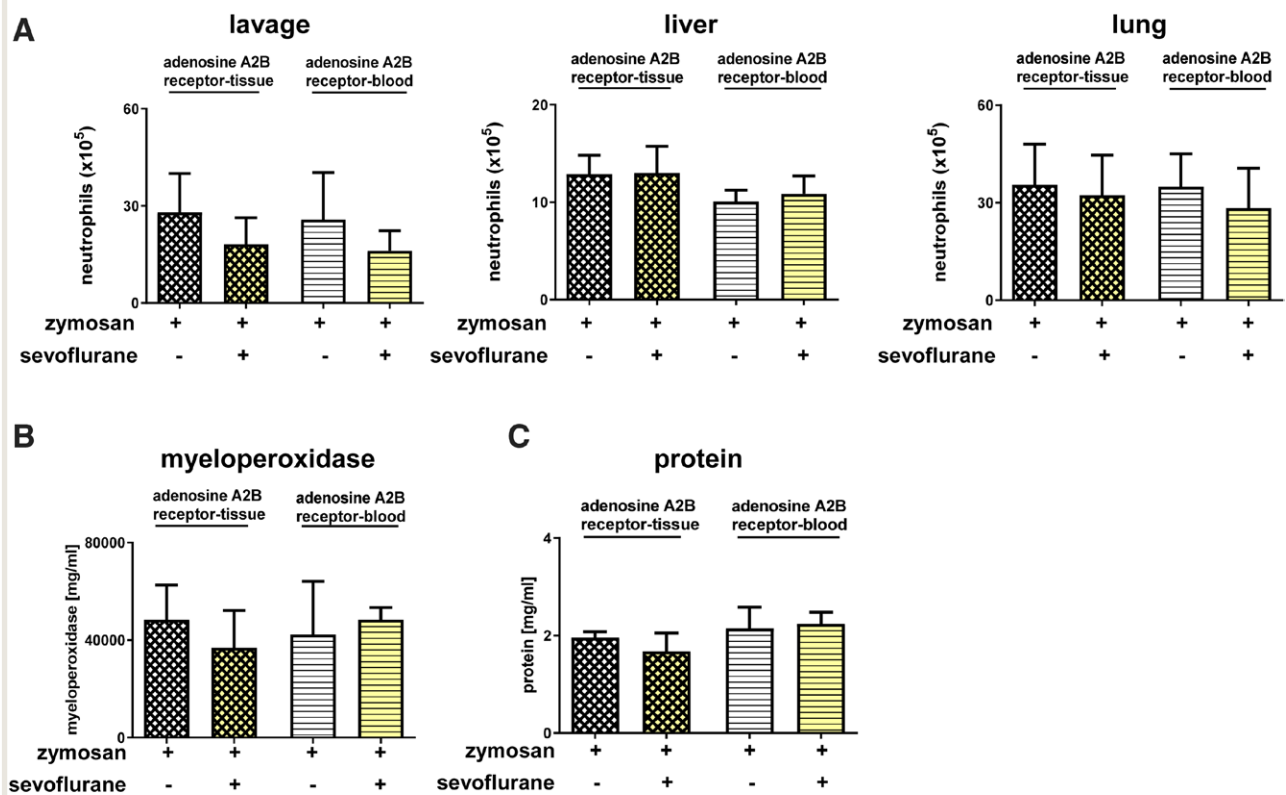 A
lavage
adenosine A2B
receptor-tissue
adenosine A2B
receptor-blood
neutrophils (x10⁵)
60
30
0
zymosan + + + +
sevoflurane - + - +
liver
adenosine A2B
receptor-tissue
adenosine A2B
receptor-blood
neutrophils (x10⁵)
20
10
0
zymosan + + + +
sevoflurane - + - +
lung
adenosine A2B
receptor-tissue
adenosine A2B
receptor-blood
neutrophils (x10⁵)
60
30
0
zymosan + + + +
sevoflurane - + - +
B
myeloperoxidase
adenosine A2B
receptor-tissue
adenosine A2B
receptor-blood
myeloperoxidase [mg/ml]
80000
40000
0
zymosan + + + +
sevoflurane - + - +
C
protein
adenosine A2B
receptor-tissue
adenosine A2B
receptor-blood
protein [mg/ml]
4
2
0
zymosan + + + +
sevoflurane - + - +